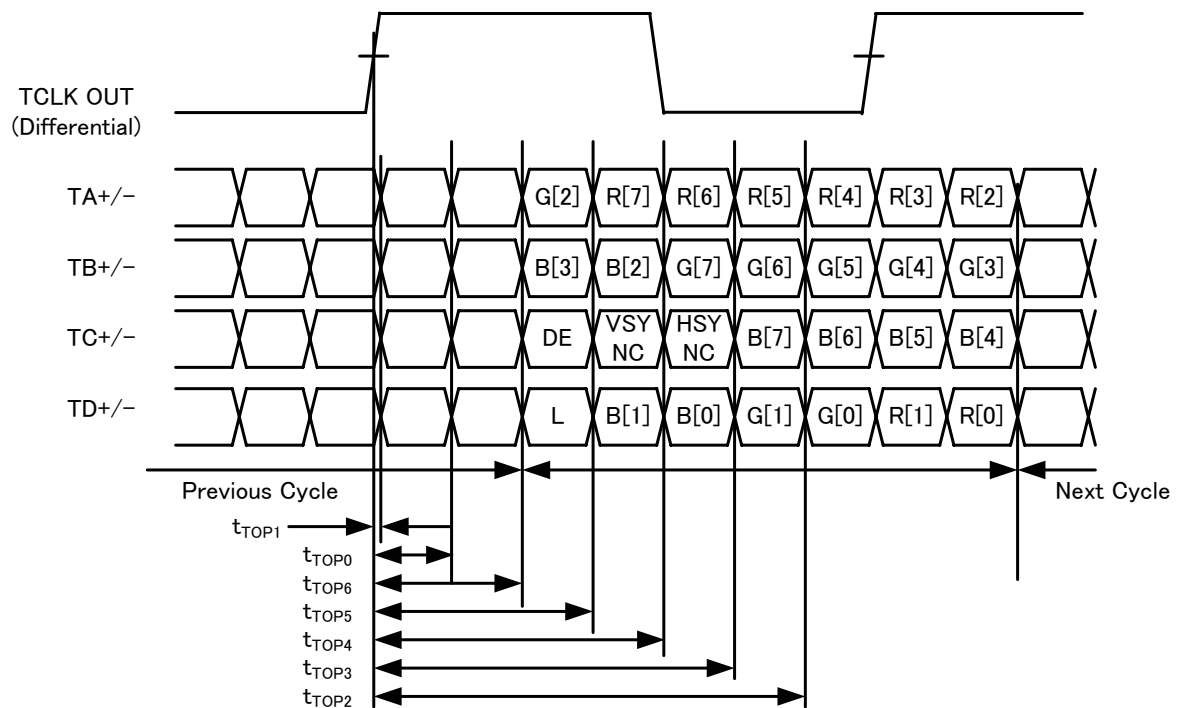 TCLK OUT
(Differential)
TA+/-
G[2] R[7] R[6] R[5] R[4] R[3] R[2]
TB+/-
B[3] B[2] G[7] G[6] G[5] G[4] G[3]
TC+/-
DE VSY
NC HSY
NC B[7] B[6] B[5] B[4]
TD+/-
L B[1] B[0] G[1] G[0] R[1] R[0]
Previous Cycle
Next Cycle
tTOP1
tTOP0
tTOP6
tTOP5
tTOP4
tTOP3
tTOP2